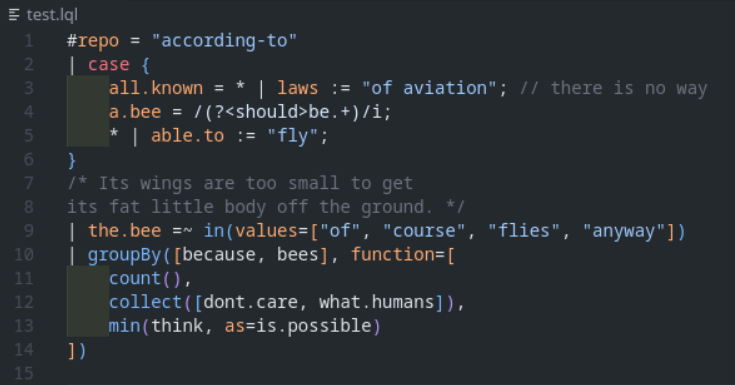 test.lql
1 #repo = "according-to"
2 | case {
3 all.known = * | laws := "of aviation"; // there is no way
4 a.bee = /(?<should>be.+)/i;
5 * | able.to := "fly";
6 }
7 /* Its wings are too small to get
8 its fat little body off the ground. */
9 | the.bee =~ in(values=["of", "course", "flies", "anyway"])
10 | groupBy([because, bees], function=[
11 count(),
12 collect([dont.care, what.humans]),
13 min(think, as=is.possible)
14 ])
15